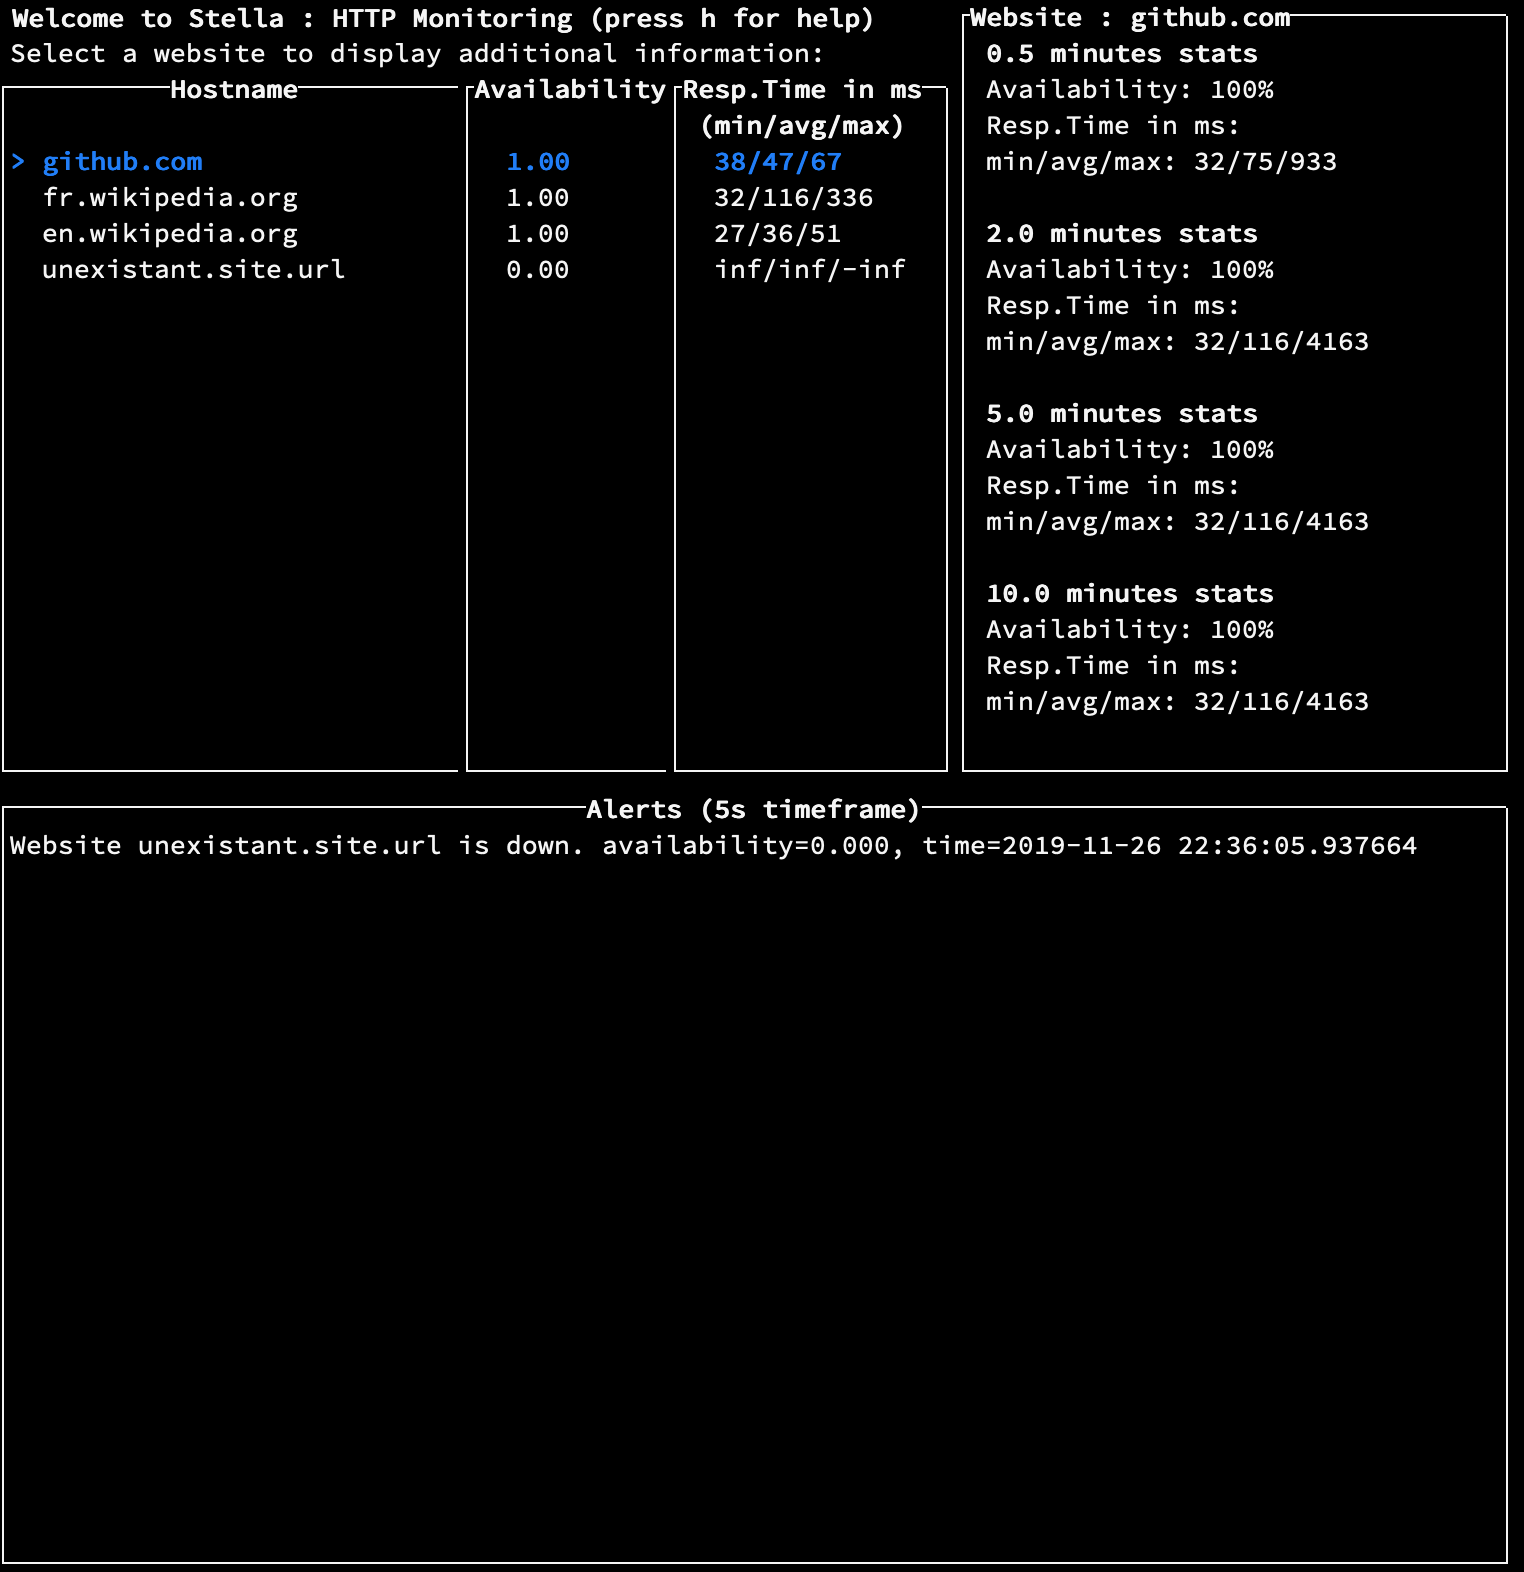 Welcome to Stella : HTTP Monitoring (press h for help)
Select a website to display additional information:
Hostname Availability Resp.Time in ms
(min/avg/max)
> github.com 1.00 38/47/67
fr.wikipedia.org 1.00 32/116/336
en.wikipedia.org 1.00 27/36/51
unexistant.site.url 0.00 inf/inf/-inf
Website : github.com
0.5 minutes stats
Availability: 100%
Resp.Time in ms:
min/avg/max: 32/75/933
2.0 minutes stats
Availability: 100%
Resp.Time in ms:
min/avg/max: 32/116/4163
5.0 minutes stats
Availability: 100%
Resp.Time in ms:
min/avg/max: 32/116/4163
10.0 minutes stats
Availability: 100%
Resp.Time in ms:
min/avg/max: 32/116/4163
Alerts (5s timeframe)
Website unexistant.site.url is down. availability=0.000, time=2019-11-26 22:36:05.937664